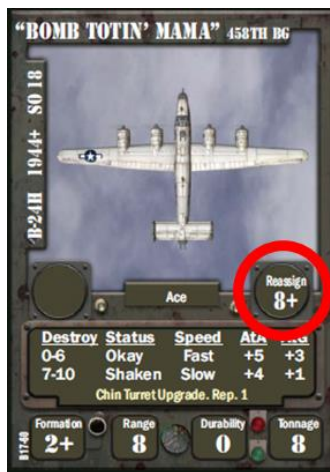 "BOMB TOTIN' MAMA" 458TH BG
B-24H 1944+ SO 18
Ace
Reassign
8+
Destroy Status Speed AtA AtG
0-6 Okay Fast +5 +3
7-10 Shaken Slow +4 +1
Chin Turret Upgrade. Rep. 1
Formation
2+
Range
8
Durability
0
Tonnage
8